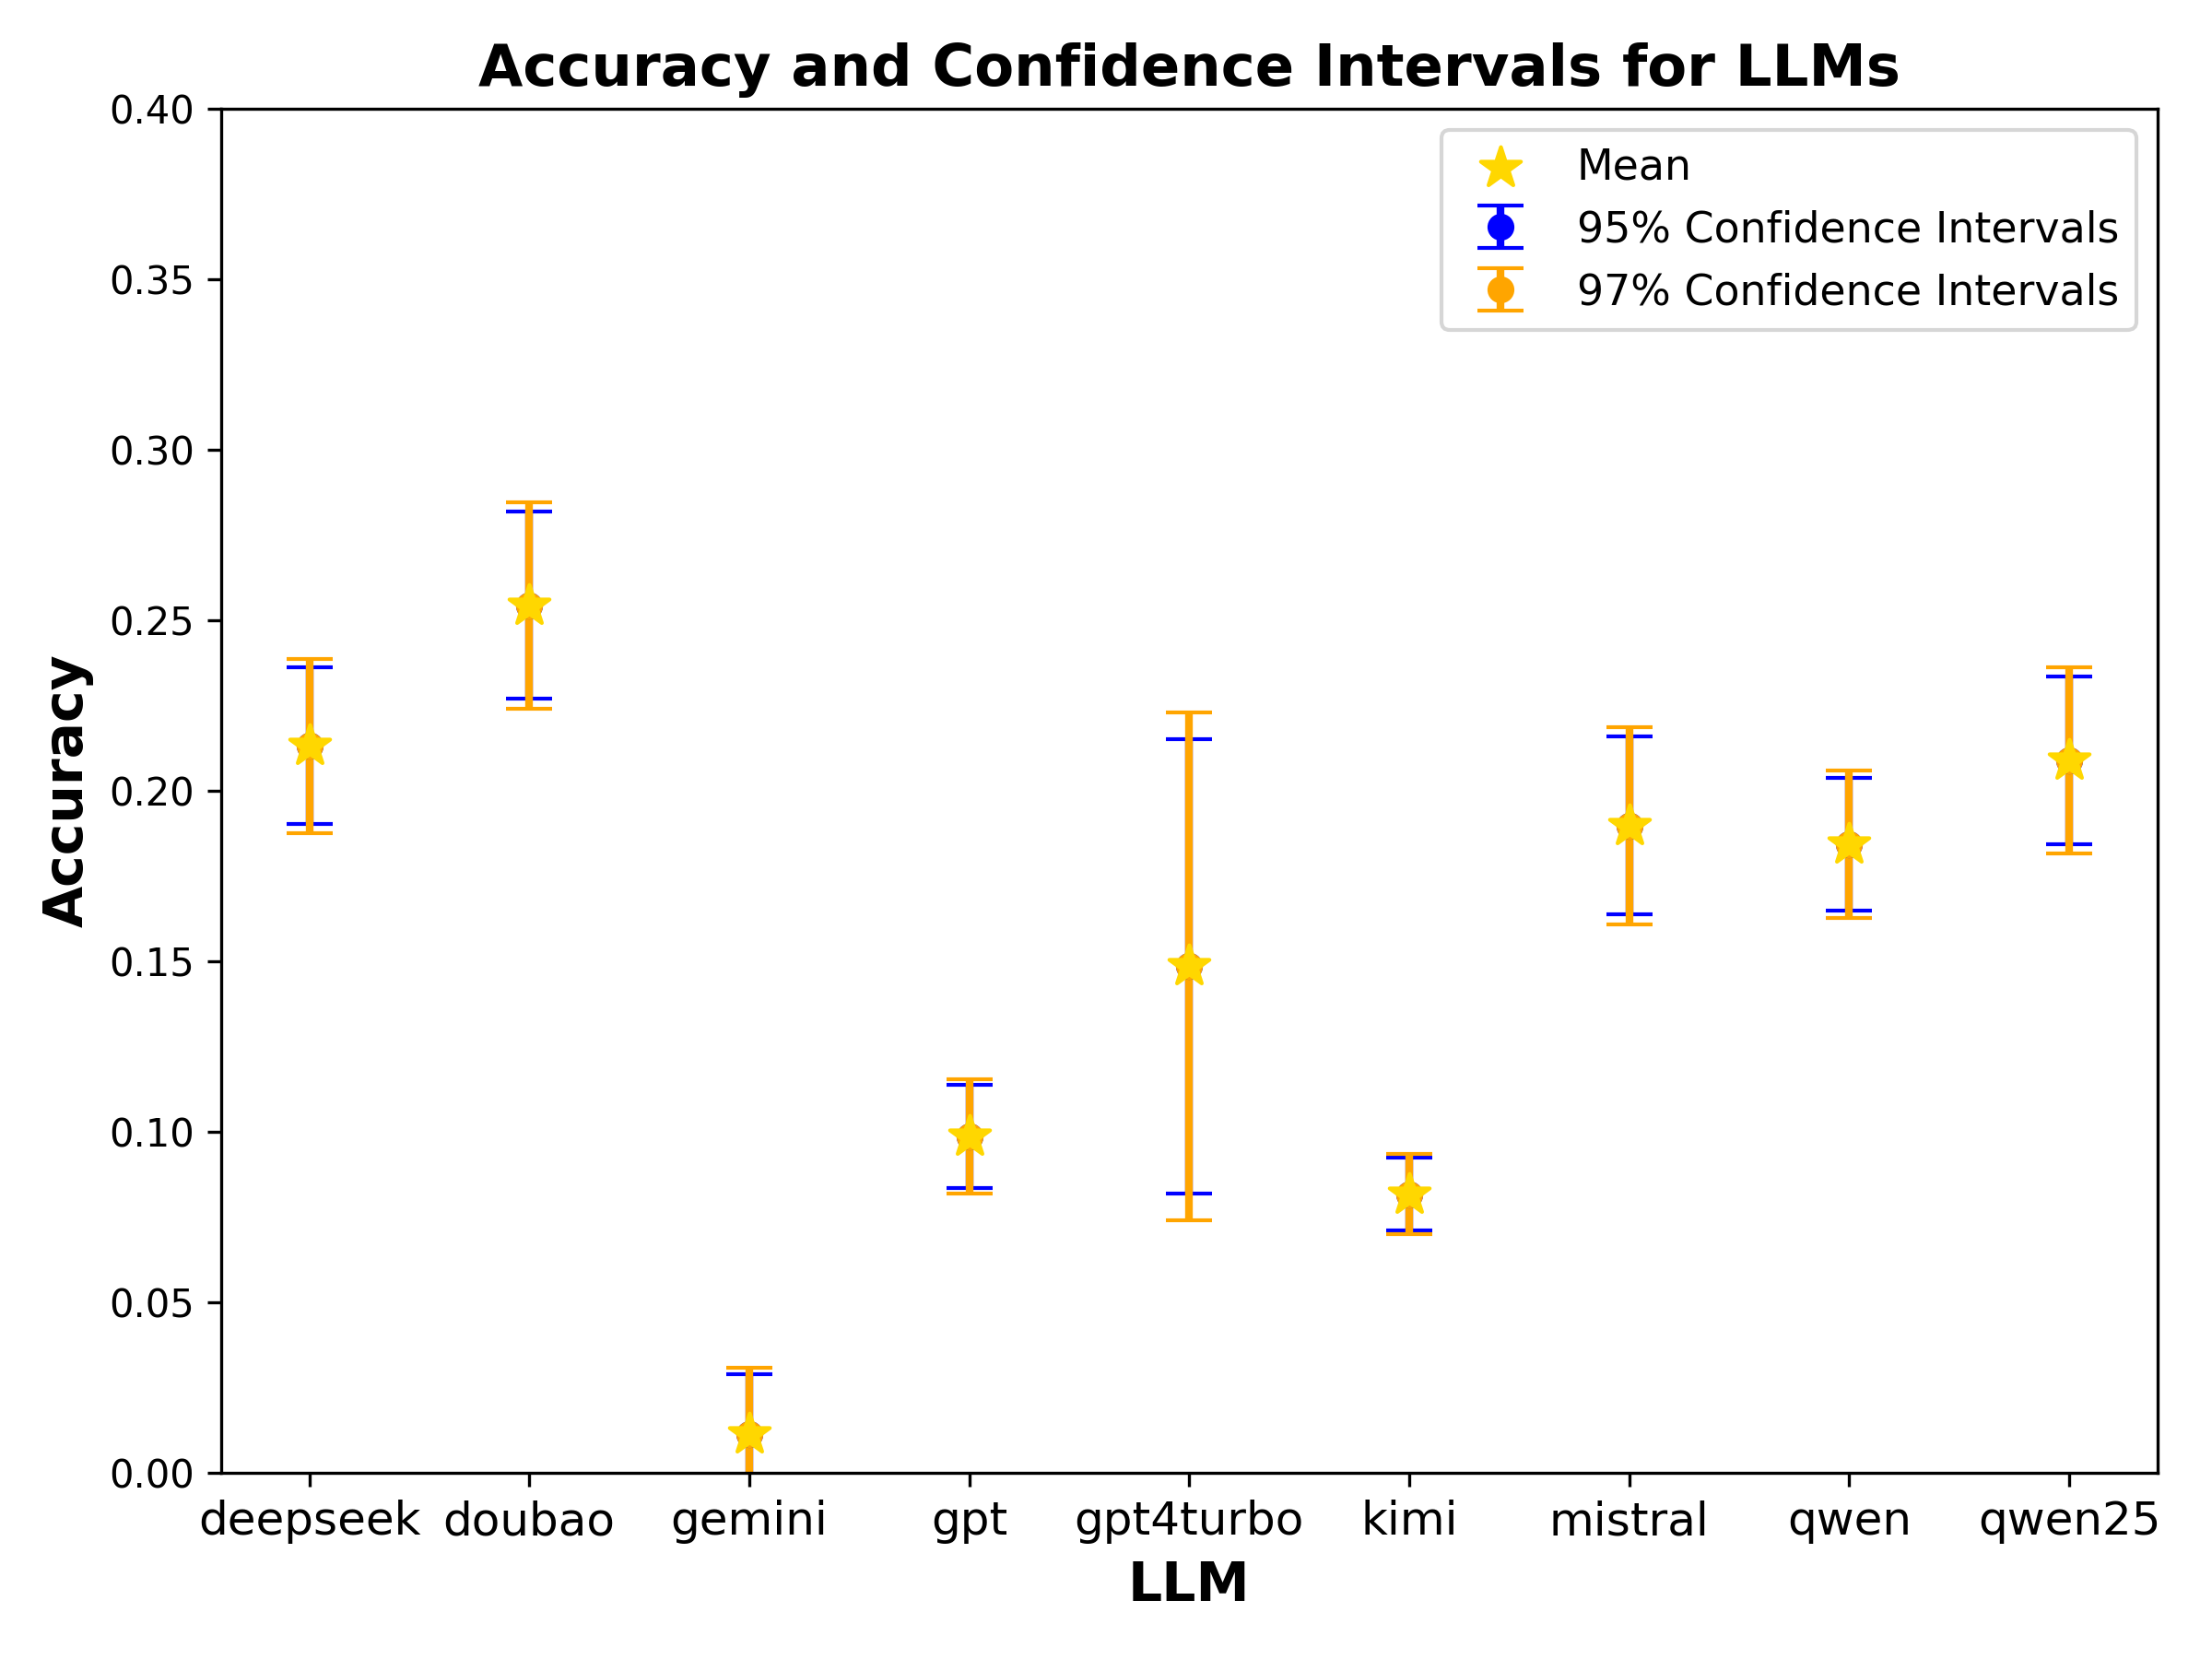 Accuracy and Confidence Intervals for LLMs
Mean
95% Confidence Intervals
97% Confidence Intervals
Accuracy
0.40
0.35
0.30
0.25
0.20
0.15
0.10
0.05
0.00
deepseek doubao gemini gpt gpt4turbo kimi mistral qwen qwen25
LLM